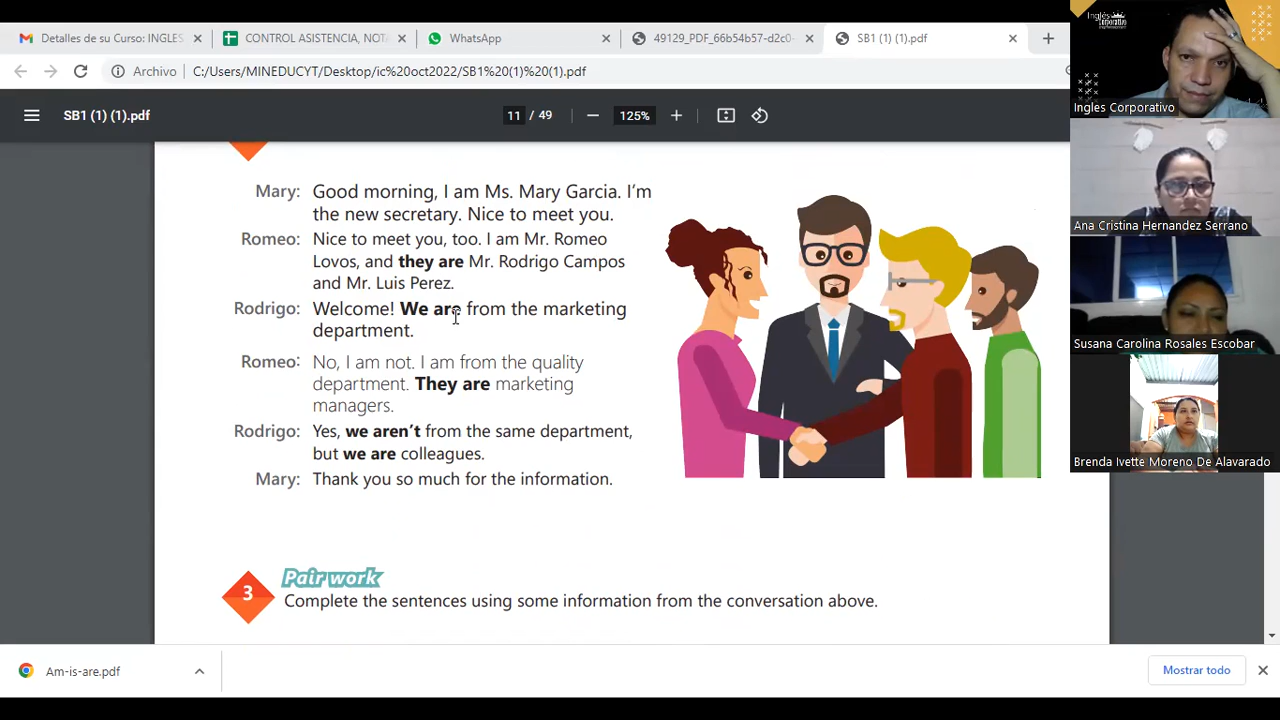 Detalles de su Curso: INGLES
CONTROL ASISTENCIA, NOTA
WhatsApp
49129_PDF_66b54b57-d2c0-
SB1 (1) (1).pdf
Archivo
C:/Users/MINEDUCYT/Desktop/ic%20oct2022/SB1%20(1)%20(1).pdf
SB1 (1) (1).pdf
11 / 49
125%
Mary: Good morning, I am Ms. Mary Garcia. I'm
the new secretary. Nice to meet you.
Romeo: Nice to meet you, too. I am Mr. Romeo
Lovos, and they are Mr. Rodrigo Campos
and Mr. Luis Perez.
Rodrigo: Welcome! We are from the marketing
department.
Romeo: No, I am not. I am from the quality
department. They are marketing
managers.
Rodrigo: Yes, we aren't from the same department,
but we are colleagues.
Mary: Thank you so much for the information.
3
Pair work
Complete the sentences using some information from the conversation above.
Am-is-are.pdf
Mostrar todo
Inglés
Corporativo
Ingles Corporativo
Ana Cristina Hernandez Serrano
Susana Carolina Rosales Escobar
Brenda Ivette Moreno De Alavarado